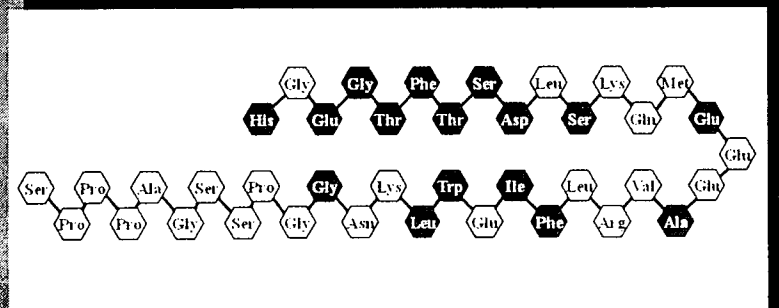 Gly Gly Phe Ser Leu Lys Met
His Glu Thr Thr Asp Ser Gln Glu
Glu
Ser Pro Ala Ser Pro Gly Lys Trp Ile Leu Val Glu
Pro Pro Gly Ser Gly Asn Leu Glu Phe Arg Ala